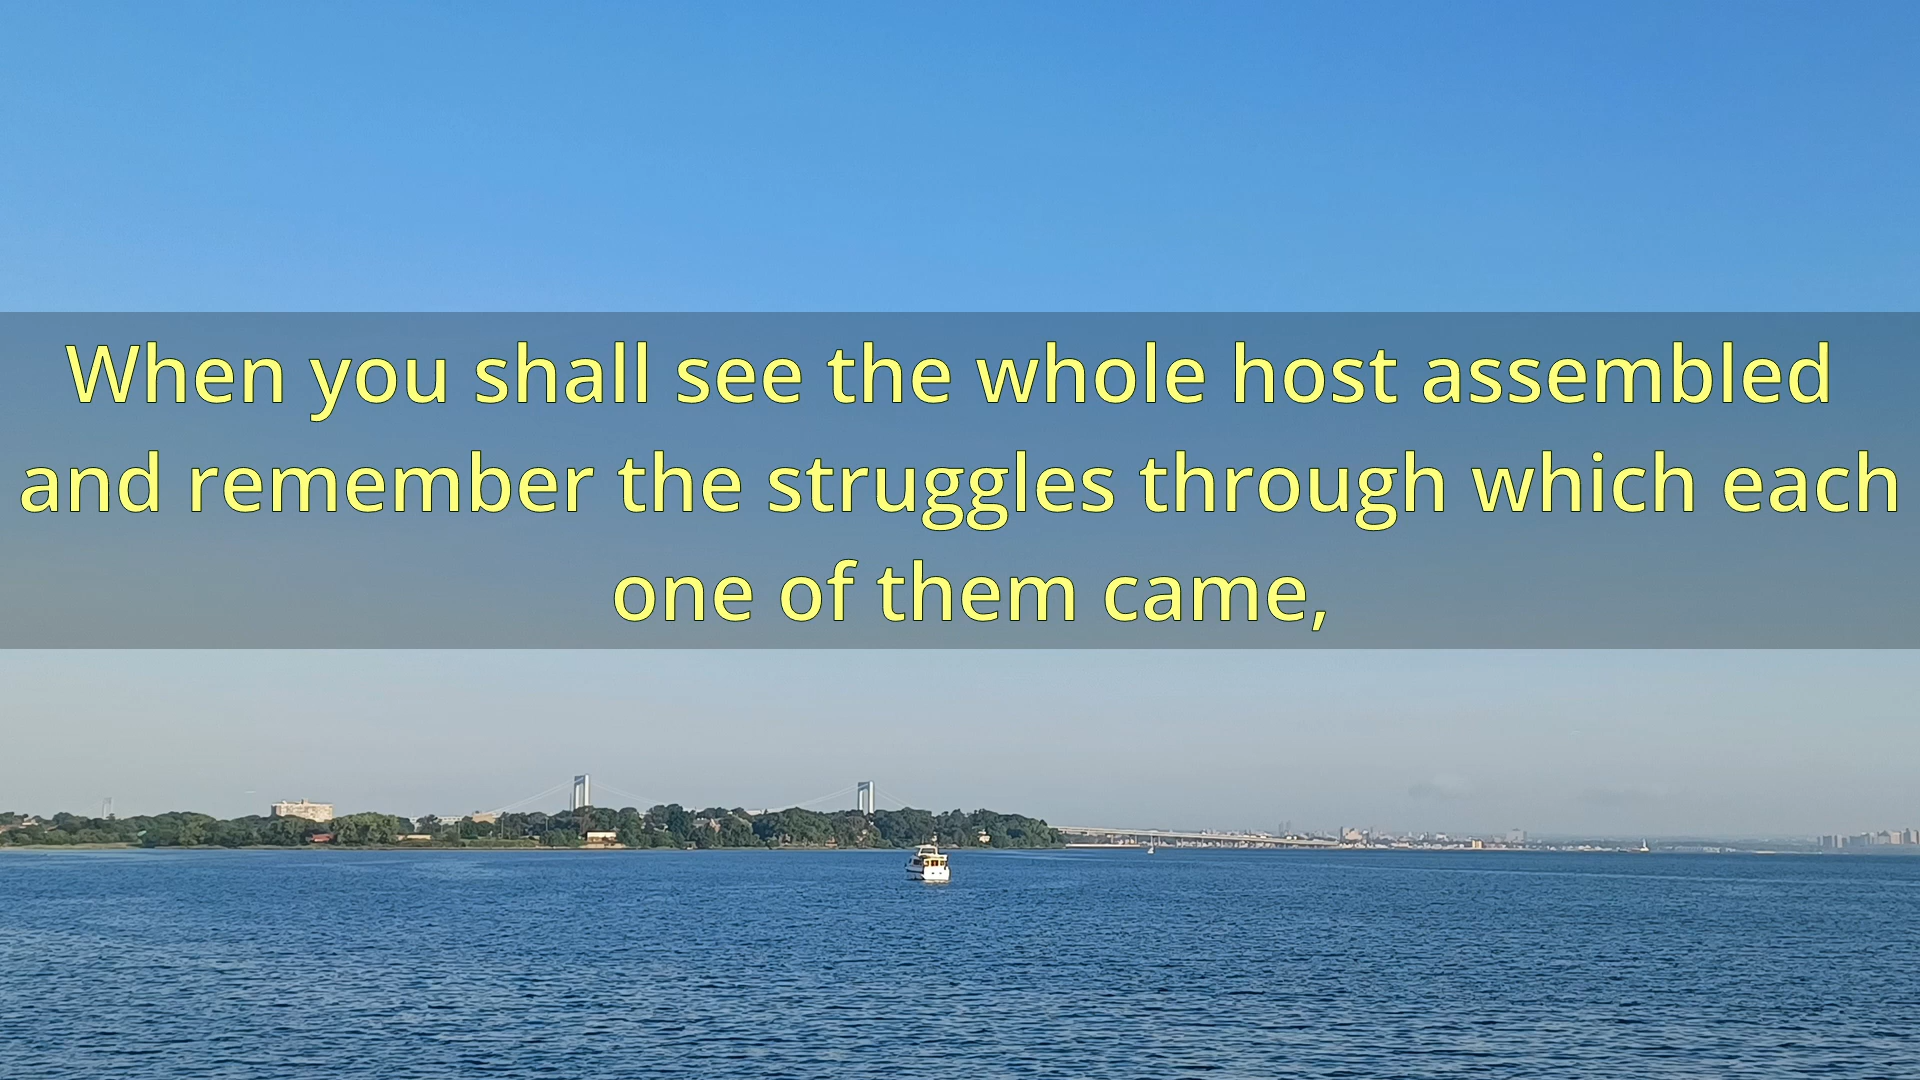 When you shall see the whole host assembled
and remember the struggles through which each
one of them came,